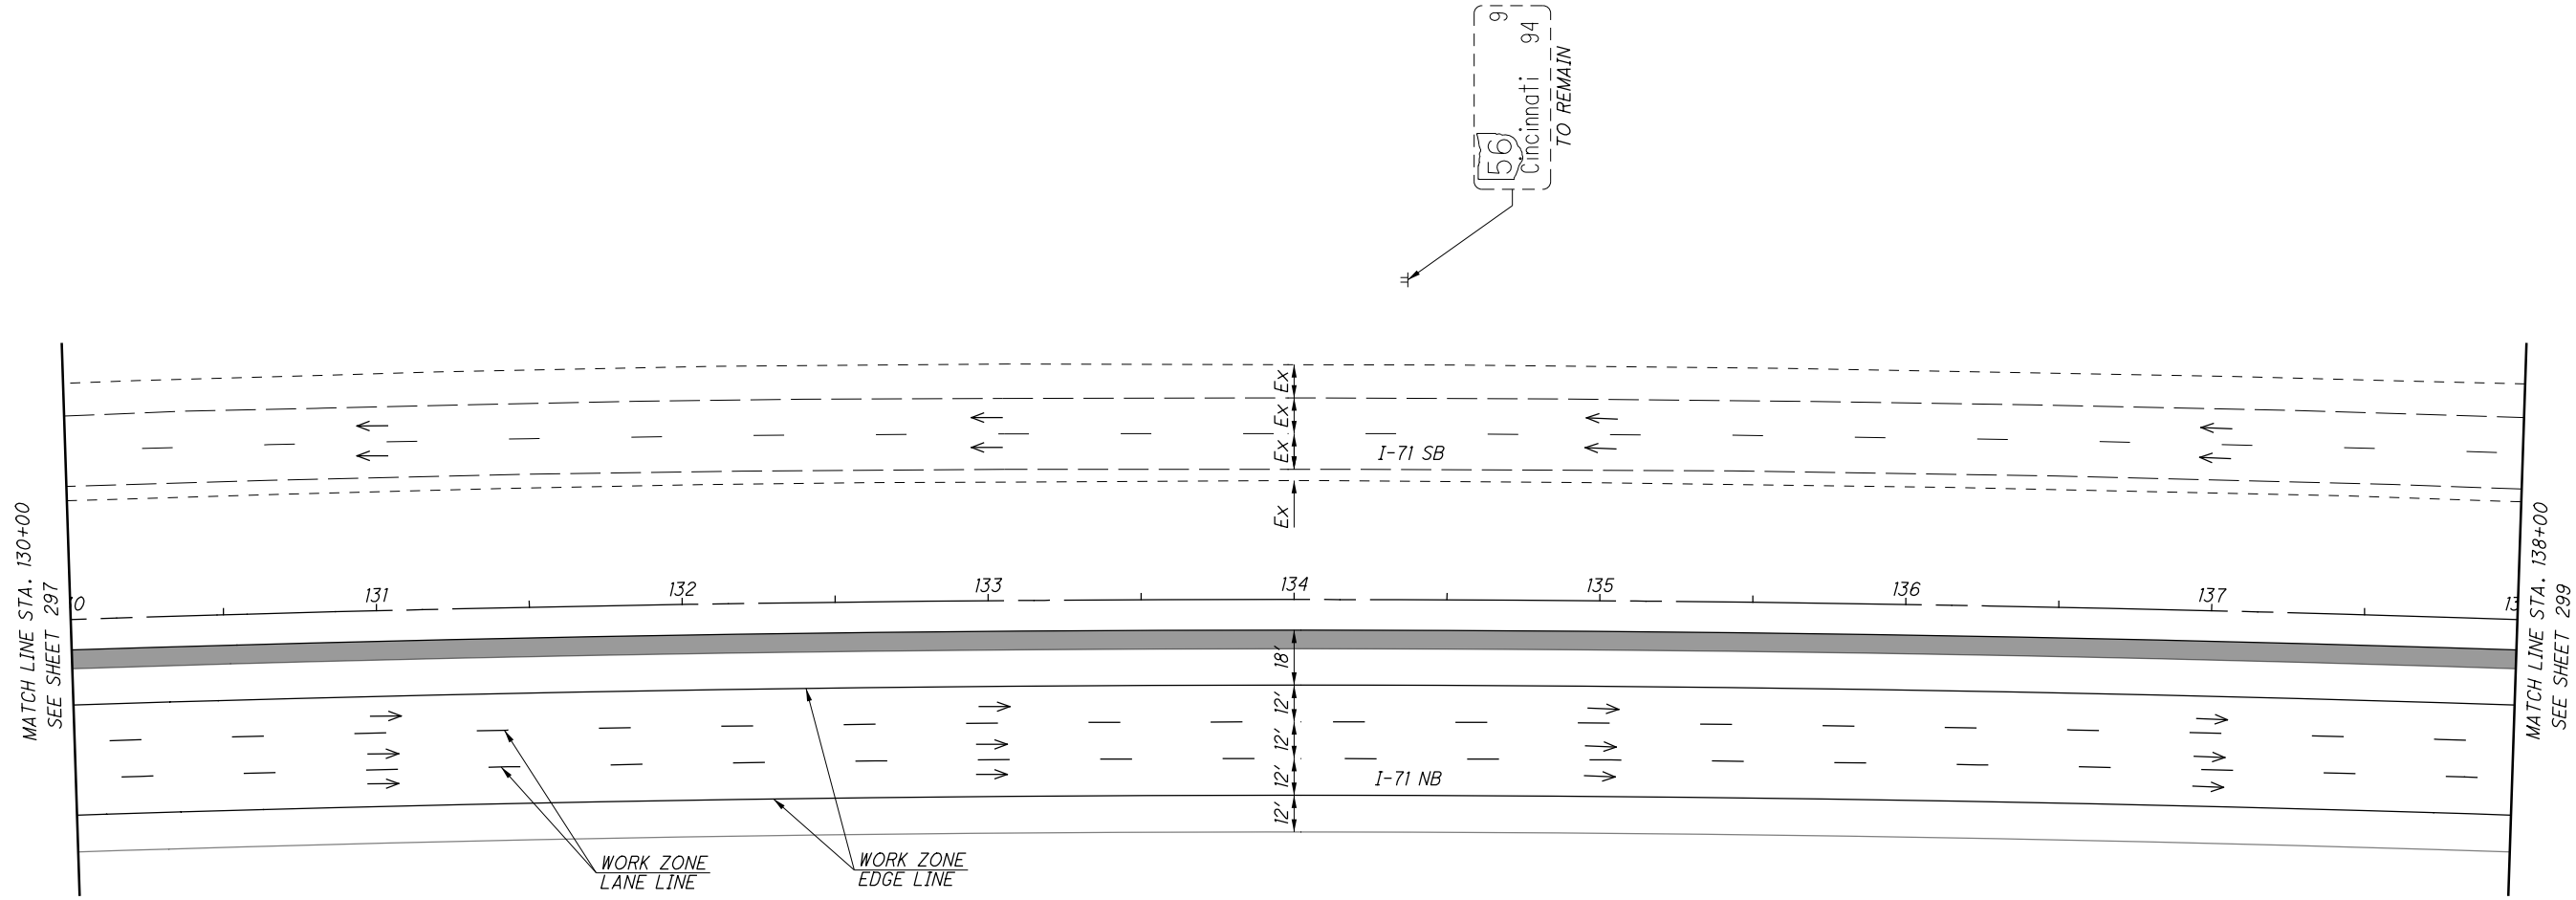 56 9
Cincinnati 94
TO REMAIN
Ex
Ex
Ex
I-71 SB
Ex
MATCH LINE STA. 130+00
SEE SHEET 297
0
131
132
133
134
135
136
137
13
MATCH LINE STA. 138+00
SEE SHEET 299
18'
12'
12'
12'
I-71 NB
12'
WORK ZONE
LANE LINE
WORK ZONE
EDGE LINE